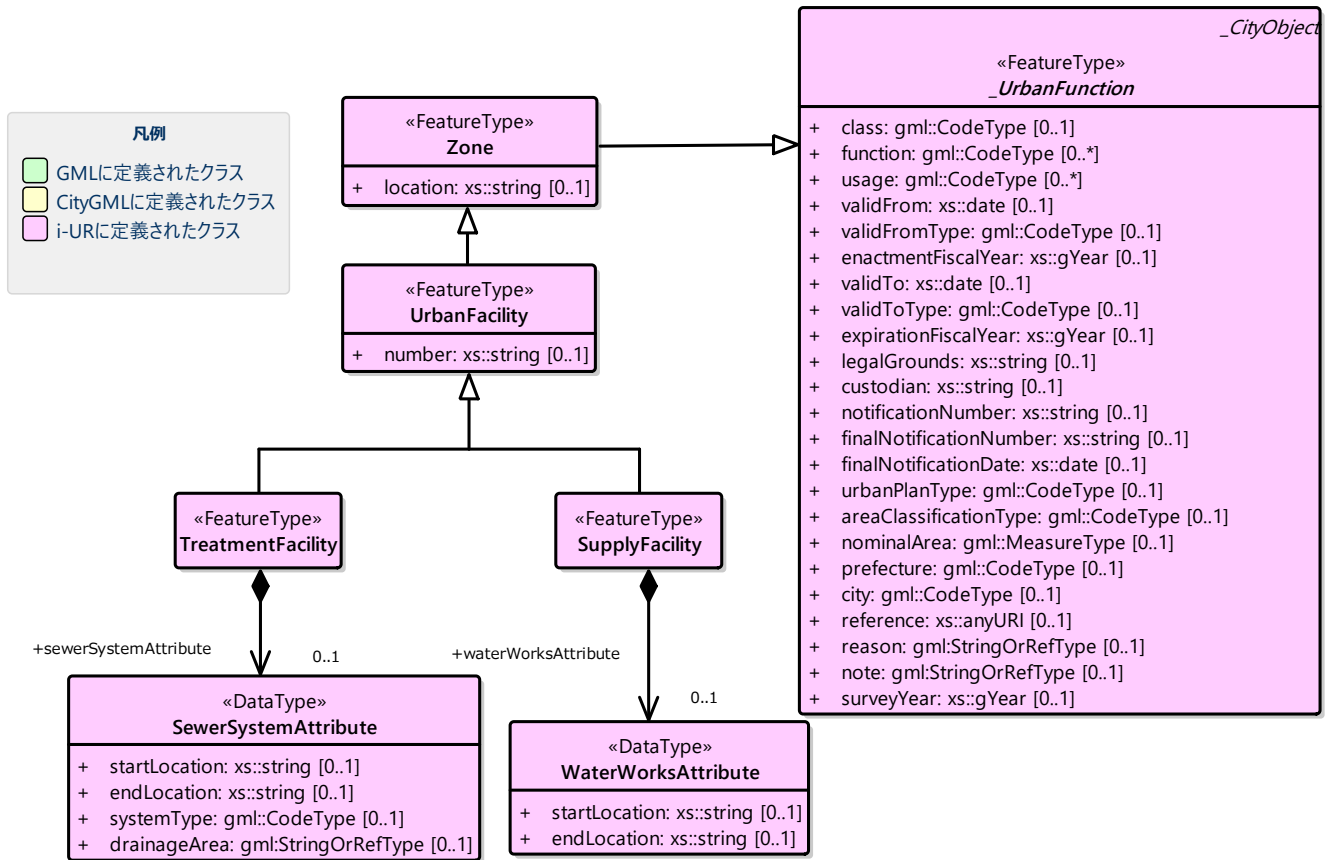 凡例
GMLに定義されたクラス
CityGMLに定義されたクラス
i-URに定義されたクラス
«FeatureType»
Zone
+ location: xs::string [0..1]
«FeatureType»
UrbanFacility
+ number: xs::string [0..1]
«FeatureType»
TreatmentFacility
«FeatureType»
SupplyFacility
+sewerSystemAttribute
0..1
+waterWorksAttribute
0..1
«DataType»
SewerSystemAttribute
+ startLocation: xs::string [0..1]
+ endLocation: xs::string [0..1]
+ systemType: gml::CodeType [0..1]
+ drainageArea: gml:StringOrRefType [0..1]
«DataType»
WaterWorksAttribute
+ startLocation: xs::string [0..1]
+ endLocation: xs::string [0..1]
_CityObject
«FeatureType»
_UrbanFunction
+ class: gml::CodeType [0..1]
+ function: gml::CodeType [0..*]
+ usage: gml::CodeType [0..*]
+ validFrom: xs::date [0..1]
+ validFromType: gml::CodeType [0..1]
+ enactmentFiscalYear: xs::gYear [0..1]
+ validTo: xs::date [0..1]
+ validToType: gml::CodeType [0..1]
+ expirationFiscalYear: xs::gYear [0..1]
+ legalGrounds: xs::string [0..1]
+ custodian: xs::string [0..1]
+ notificationNumber: xs::string [0..1]
+ finalNotificationNumber: xs::string [0..1]
+ finalNotificationDate: xs::date [0..1]
+ urbanPlanType: gml::CodeType [0..1]
+ areaClassificationType: gml::CodeType [0..1]
+ nominalArea: gml::MeasureType [0..1]
+ prefecture: gml::CodeType [0..1]
+ city: gml::CodeType [0..1]
+ reference: xs::anyURI [0..1]
+ reason: gml:StringOrRefType [0..1]
+ note: gml:StringOrRefType [0..1]
+ surveyYear: xs::gYear [0..1]